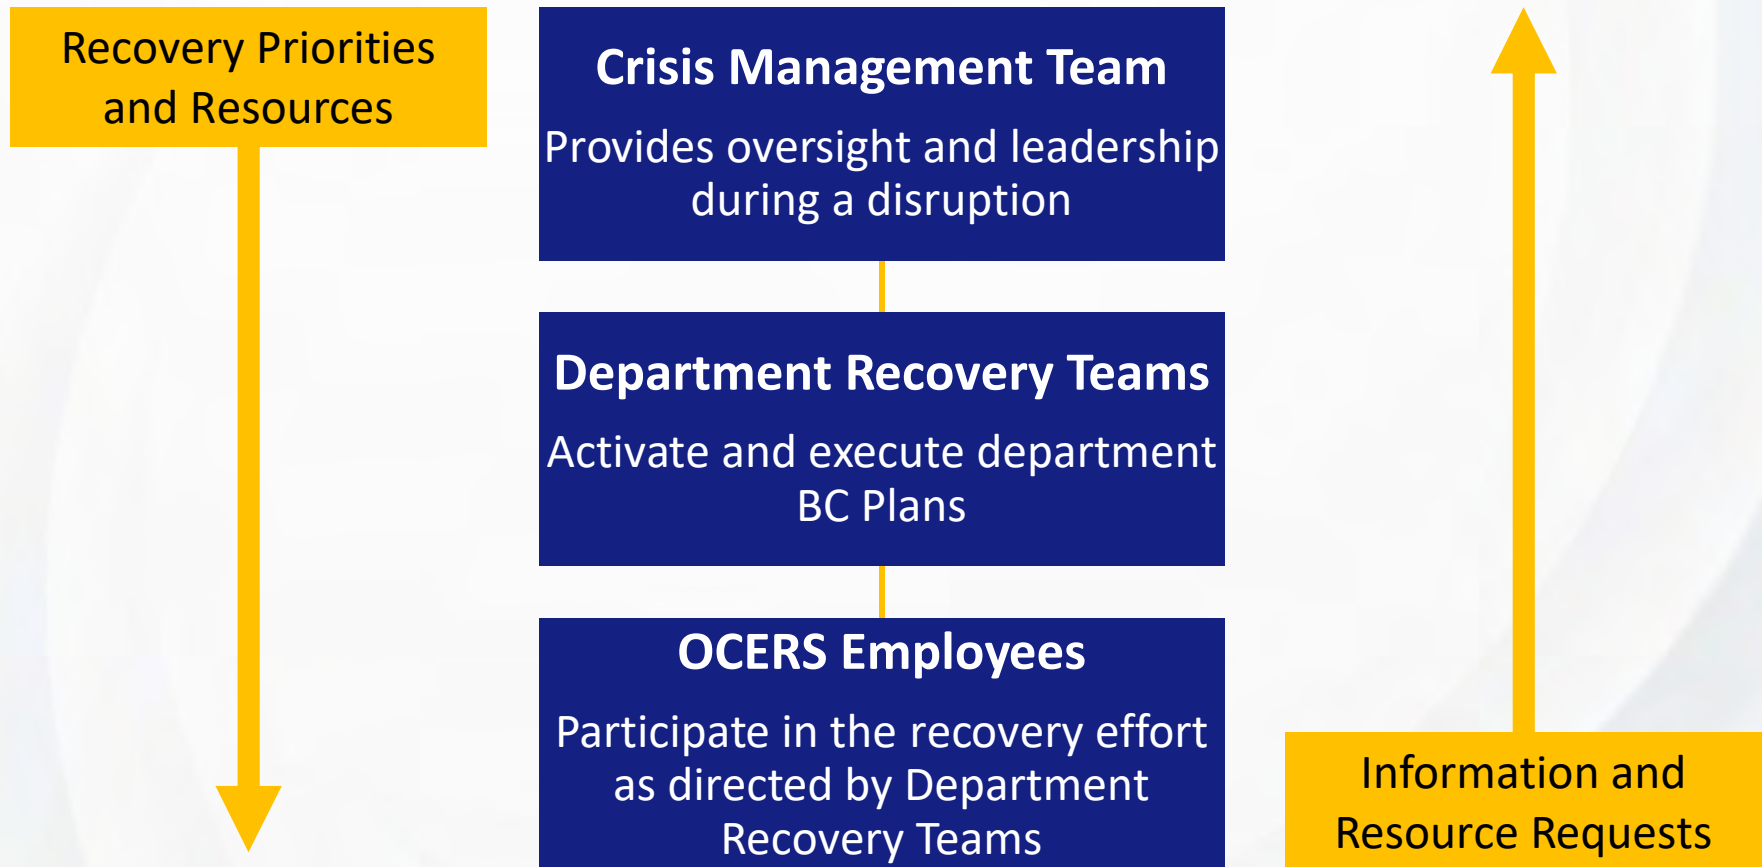 Recovery Priorities
and Resources
Crisis Management Team
Provides oversight and leadership
during a disruption
Department Recovery Teams
Activate and execute department
BC Plans
OCERS Employees
Participate in the recovery effort
as directed by Department
Recovery Teams
Information and
Resource Requests